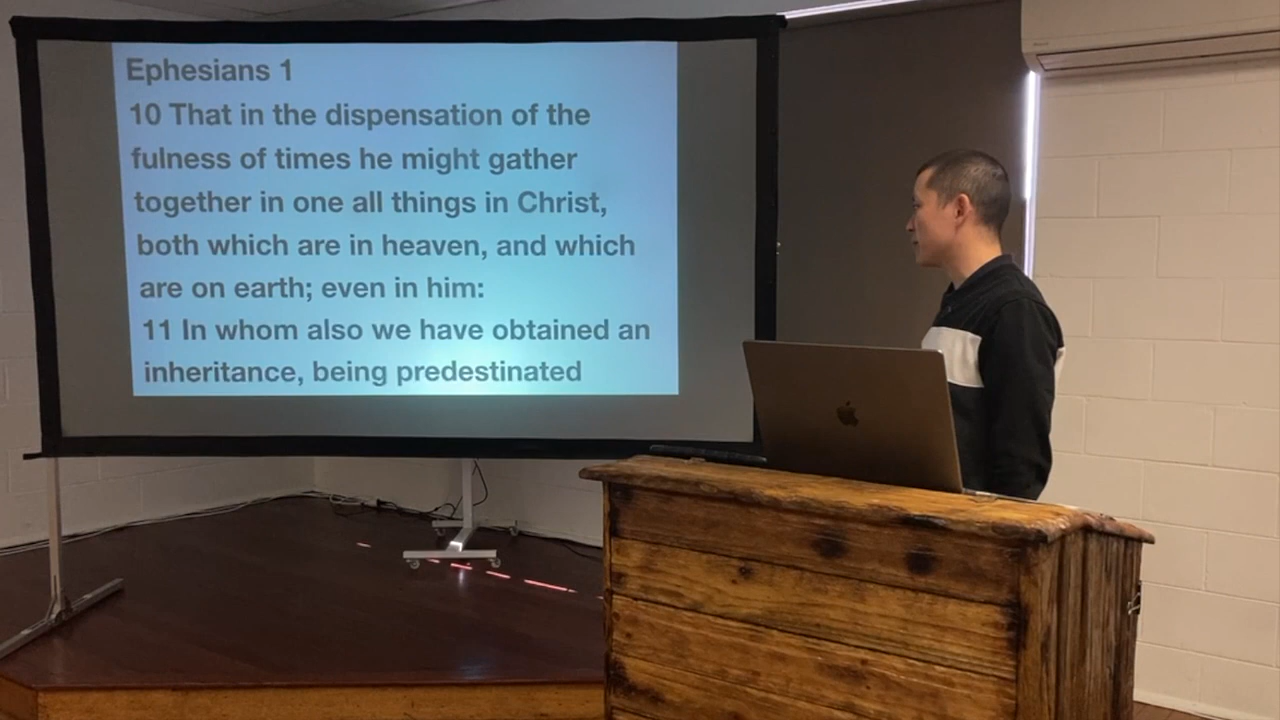 Ephesians 1
10 That in the dispensation of the
fulness of times he might gather
together in one all things in Christ,
both which are in heaven, and which
are on earth; even in him:
11 In whom also we have obtained an
inheritance, being predestinated